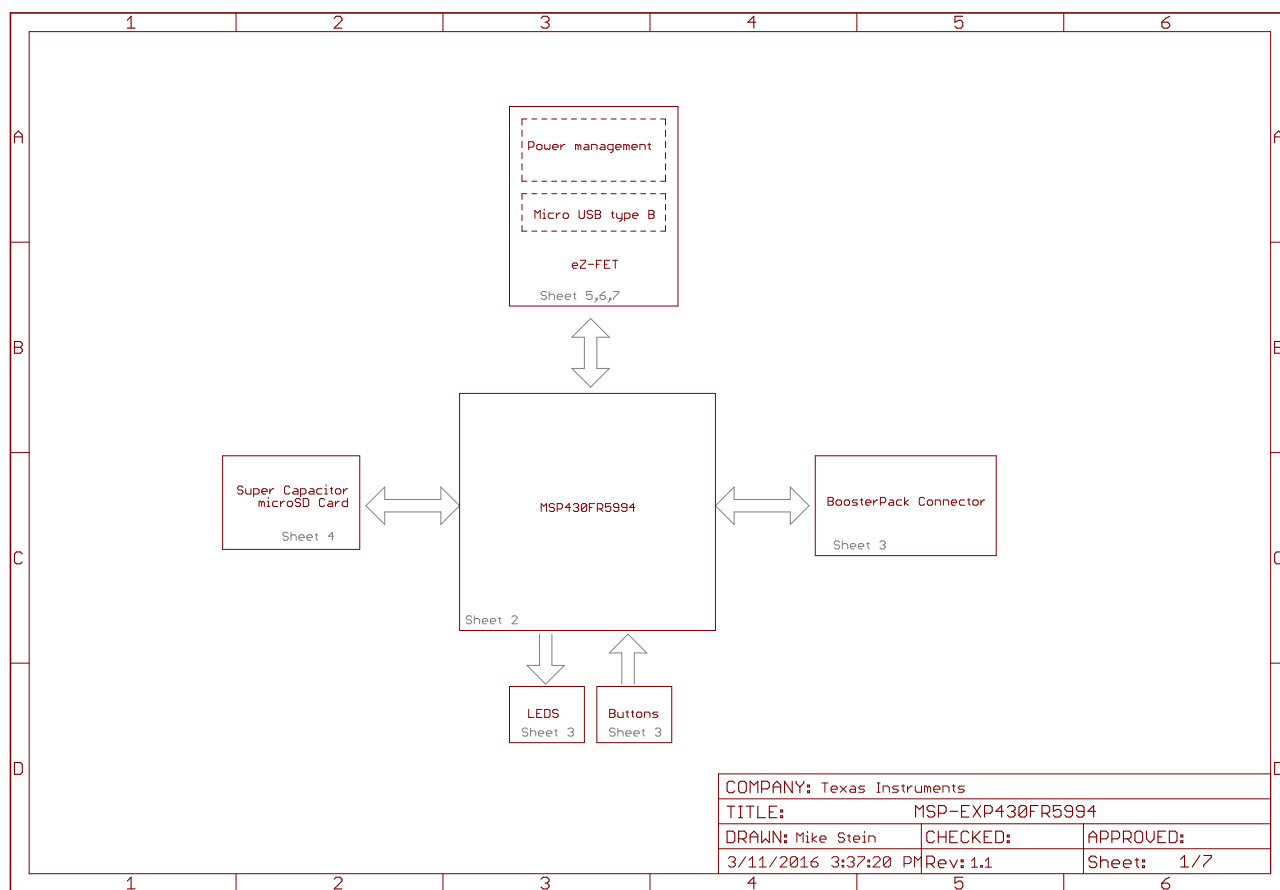 1 2 3 4 5 6
A A
Power management
Micro USB type B
eZ-FET
Sheet 5,6,7
B B
Super Capacitor
microSD Card
Sheet 4
MSP430FR5994
Sheet 2
BoosterPack Connector
Sheet 3
C C
LEDS
Sheet 3
Buttons
Sheet 3
D D
COMPANY: Texas Instruments
TITLE: MSP-EXP430FR5994
DRAWN: Mike Stein CHECKED: APPROVED:
3/11/2016 3:37:20 PM Rev: 1.1 Sheet: 1/7
1 2 3 4 5 6